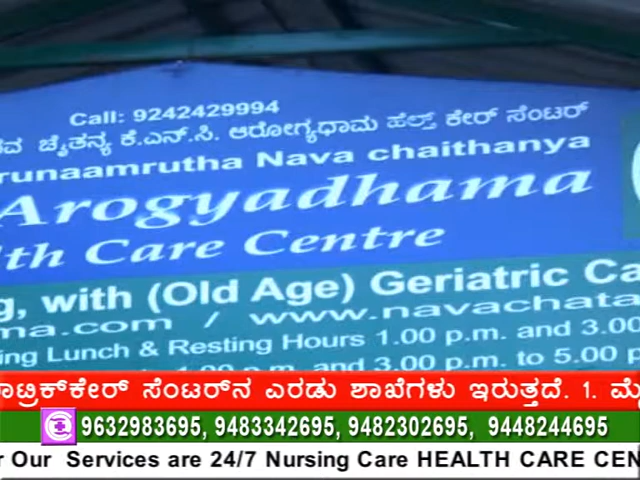 Call: 9242429994
ಚೈತನ್ಯ ಕೆ.ಎನ್.ಸಿ. ಆರೋಗ್ಯಧಾಮ ಹೆಲ್ತ್ ಕೇರ್ ಸೆಂಟರ್
runaamrutha Nava chaithanya
Arogyadhama
lth Care Centre
g, with (Old Age) Geriatric Ca
ma.com / www.navachata
ing Lunch & Resting Hours 1.00 p.m. and 3.00
1.00 p.m. and 3.00 p.m. to 5.00 p
ಾಟ್ರಿಕ್‌ಕೇರ್ ಸೆಂಟರ್‌ನ ಎರಡು ಶಾಖೆಗಳು ಇರುತ್ತದೆ. 1. ಮೈ
9632983695, 9483342695, 9482302695, 9448244695
r Our Services are 24/7 Nursing Care HEALTH CARE CEN